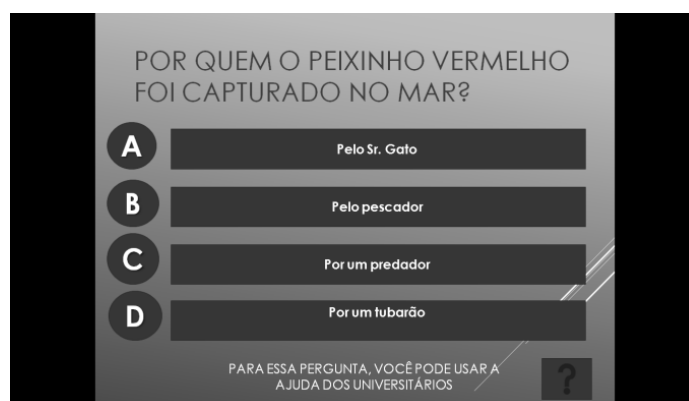 POR QUEM O PEIXINHO VERMELHO
FOI CAPTURADO NO MAR?
A
Pelo Sr. Gato
B
Pelo pescador
C
Por um predador
D
Por um tubarão
PARA ESSA PERGUNTA, VOCÊ PODE USAR A
AJUDA DOS UNIVERSITÁRIOS
?